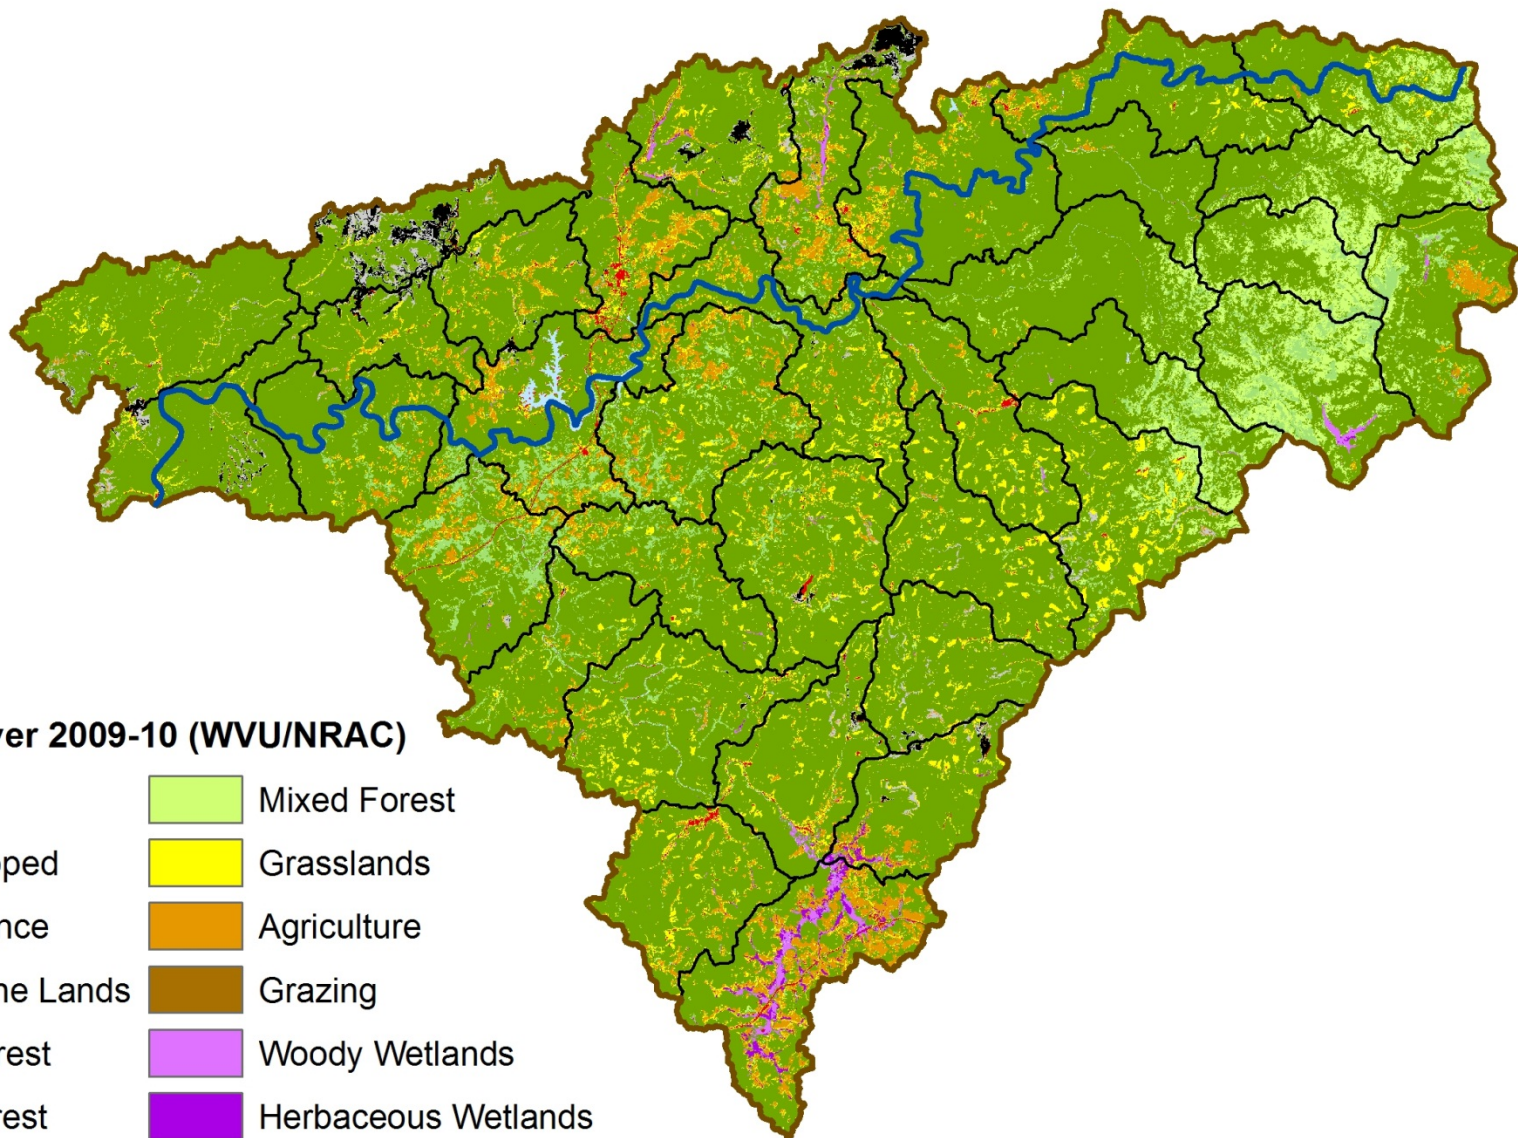 ver 2009-10 (WVU/NRAC)
Mixed Forest
ped Grasslands
nce Agriculture
ne Lands Grazing
rest Woody Wetlands
rest Herbaceous Wetlands